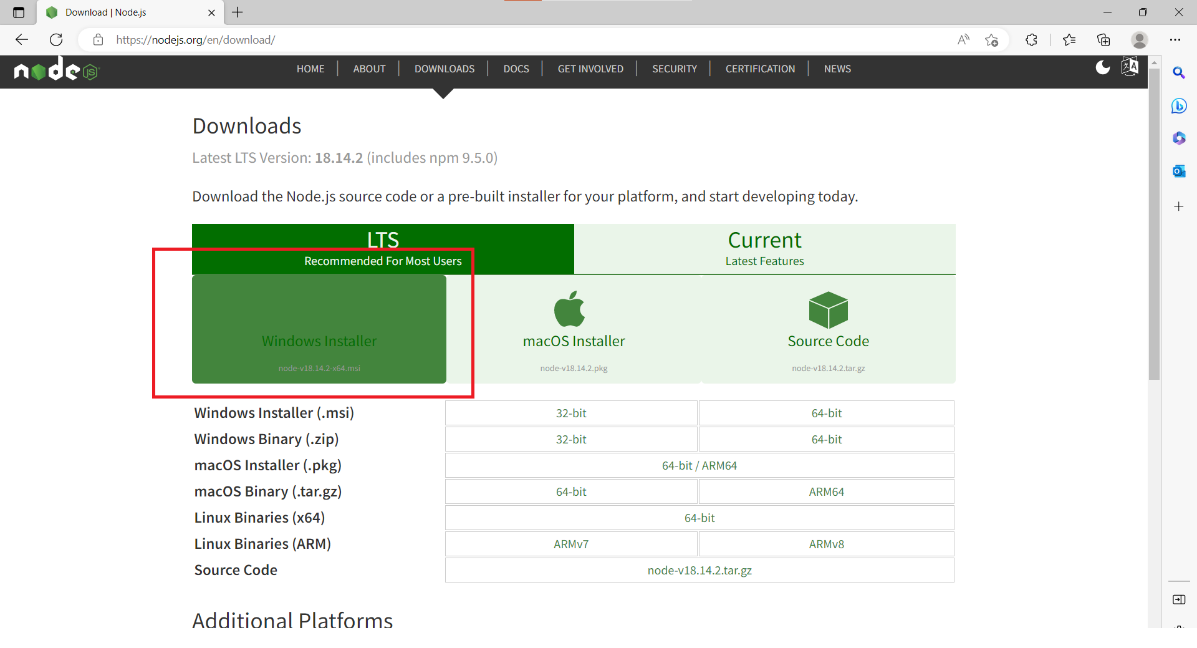 Download | Node.js
https://nodejs.org/en/download/
node JS
HOME ABOUT DOWNLOADS DOCS GET INVOLVED SECURITY CERTIFICATION NEWS
Downloads
Latest LTS Version: 18.14.2 (includes npm 9.5.0)
Download the Node.js source code or a pre-built installer for your platform, and start developing today.
LTS
Recommended For Most Users
Current
Latest Features
Windows Installer
node-v18.14.2-x64.msi
macOS Installer
node-v18.14.2.pkg
Source Code
node-v18.14.2.tar.gz
Windows Installer (.msi) 32-bit 64-bit
Windows Binary (.zip) 32-bit 64-bit
macOS Installer (.pkg) 64-bit / ARM64
macOS Binary (.tar.gz) 64-bit ARM64
Linux Binaries (x64) 64-bit
Linux Binaries (ARM) ARMv7 ARMv8
Source Code node-v18.14.2.tar.gz
Additional Platforms